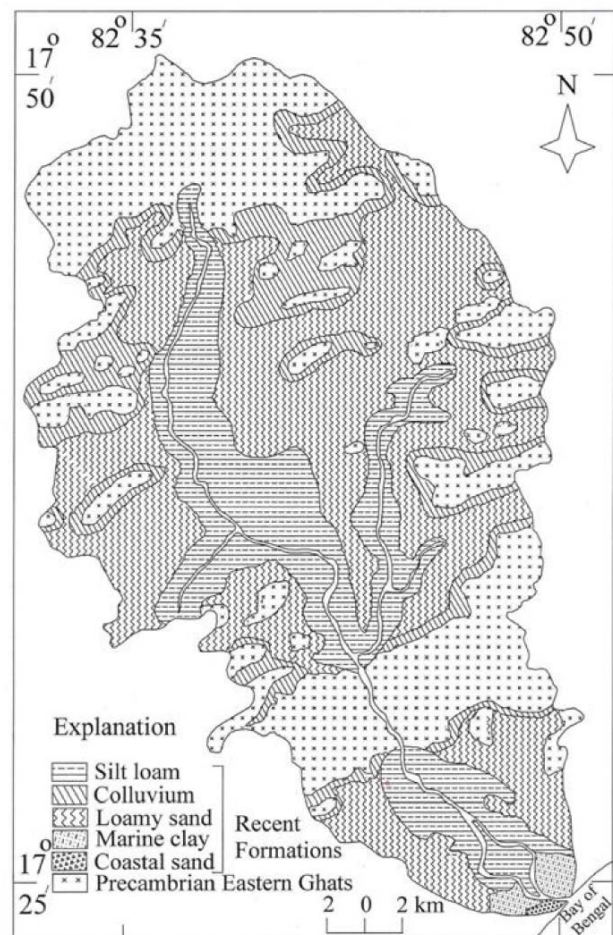 82° 35′
82° 50′
17° 50′
N
Explanation
Silt loam
Colluvium
Loamy sand
Marine clay
Coastal sand
Recent Formations
Precambrian Eastern Ghats
17° 25′
2 0 2 km
Bay of Bengal